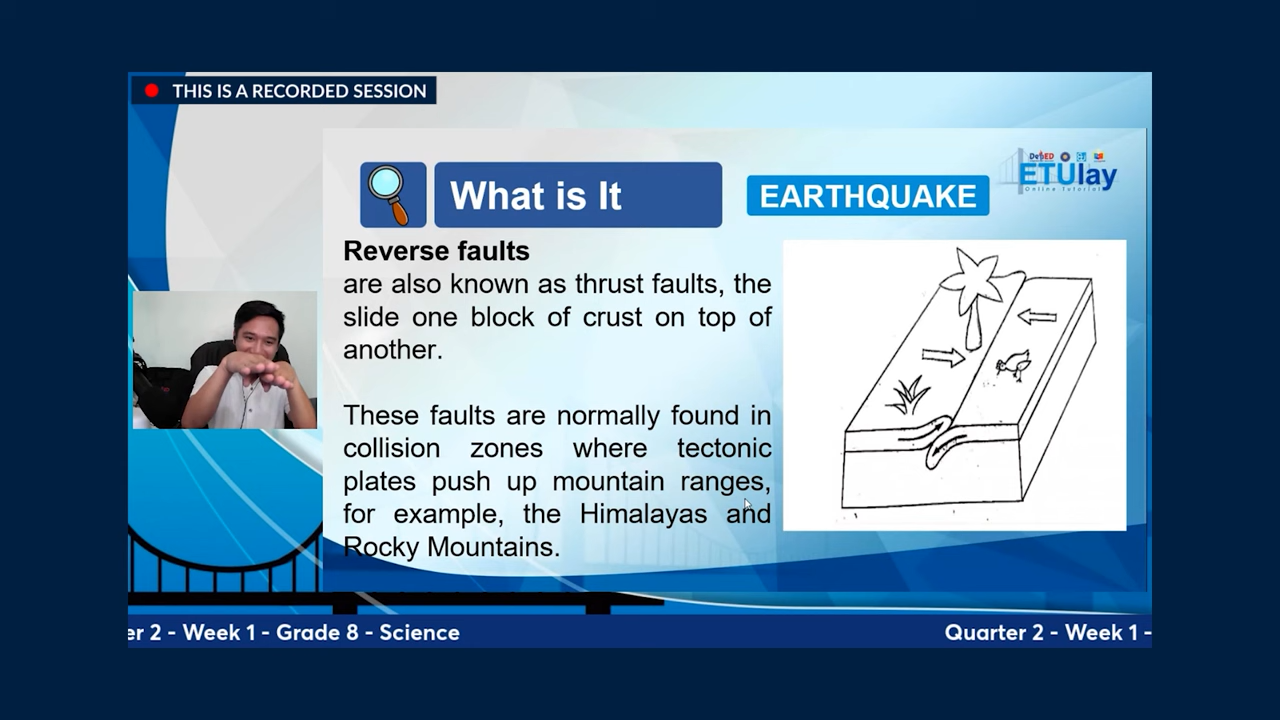 THIS IS A RECORDED SESSION
What is It
EARTHQUAKE
DepED
ETUlay
Online Tutorial
Reverse faults
are also known as thrust faults, the
slide one block of crust on top of
another.
These faults are normally found in
collision zones where tectonic
plates push up mountain ranges,
for example, the Himalayas and
Rocky Mountains.
er 2 - Week 1 - Grade 8 - Science
Quarter 2 - Week 1 -